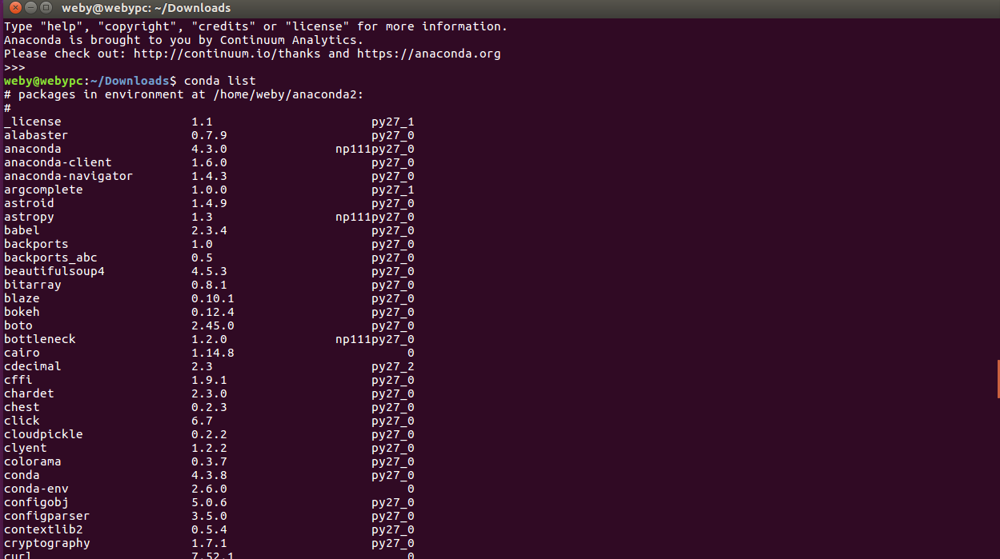 weby@webypc: ~/Downloads
Type "help", "copyright", "credits" or "license" for more information.
Anaconda is brought to you by Continuum Analytics.
Please check out: http://continuum.io/thanks and https://anaconda.org
>>>
weby@webypc:~/Downloads$ conda list
# packages in environment at /home/weby/anaconda2:
#
_license                  1.1                      py27_1
alabaster                 0.7.9                    py27_0
anaconda                  4.3.0               np111py27_0
anaconda-client           1.6.0                    py27_0
anaconda-navigator        1.4.3                    py27_0
argcomplete               1.0.0                    py27_1
astroid                   1.4.9                    py27_0
astropy                   1.3                 np111py27_0
babel                     2.3.4                    py27_0
backports                 1.0                      py27_0
backports_abc             0.5                      py27_0
beautifulsoup4            4.5.3                    py27_0
bitarray                  0.8.1                    py27_0
blaze                     0.10.1                   py27_0
bokeh                     0.12.4                   py27_0
boto                      2.45.0                   py27_0
bottleneck                1.2.0               np111py27_0
cairo                     1.14.8                        0
cdecimal                  2.3                      py27_2
cffi                      1.9.1                    py27_0
chardet                   2.3.0                    py27_0
chest                     0.2.3                    py27_0
click                     6.7                      py27_0
cloudpickle               0.2.2                    py27_0
clyent                    1.2.2                    py27_0
colorama                  0.3.7                    py27_0
conda                     4.3.8                    py27_0
conda-env                 2.6.0                         0
configobj                 5.0.6                    py27_0
configparser              3.5.0                    py27_0
contextlib2               0.5.4                    py27_0
cryptography              1.7.1                    py27_0
curl                      7.52.1                        0